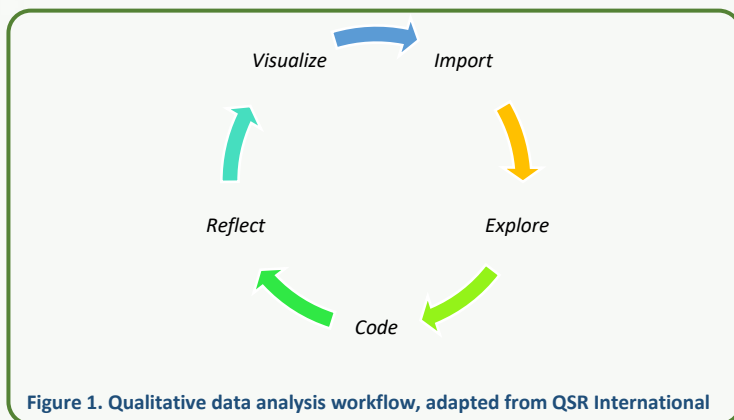 Visualize
Import
Reflect
Explore
Code
Figure 1. Qualitative data analysis workflow, adapted from QSR International